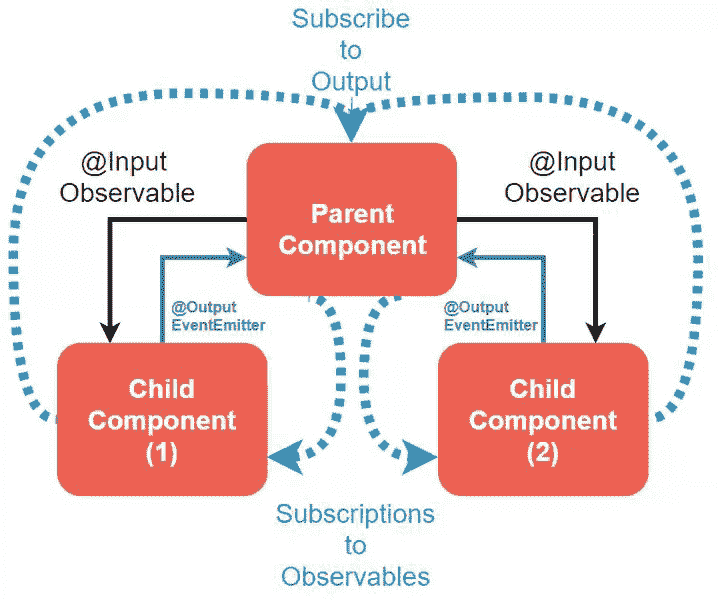 Subscribe
to
Output
@Input
Observable
@Input
Observable
Parent
Component
@Output
EventEmitter
@Output
EventEmitter
Child
Component
(1)
Child
Component
(2)
Subscriptions
to
Observables